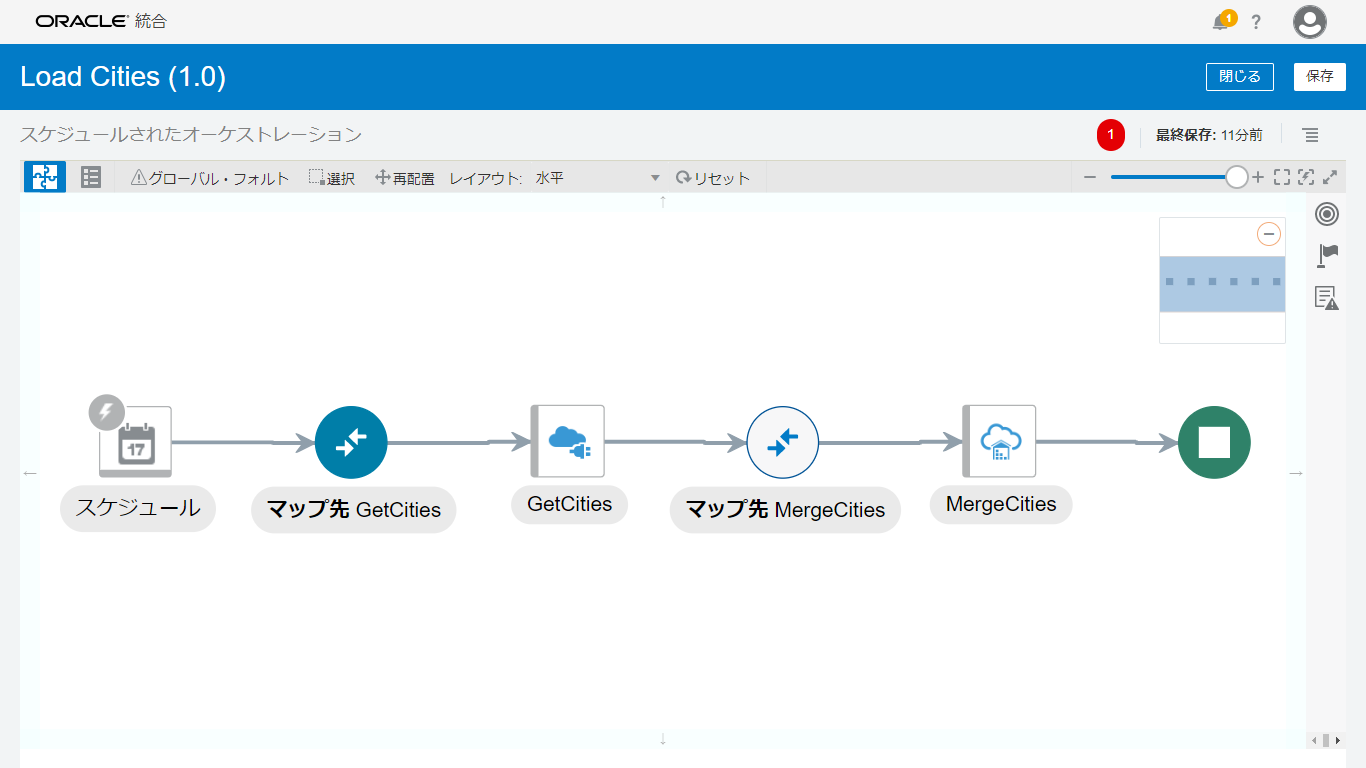 ORACLE 統合
1 ?
Load Cities (1.0)
閉じる
保存
スケジュールされたオーケストレーション
1
最終保存: 11分前
グローバル・フォルト 選択 再配置 レイアウト: 水平 リセット
17
スケジュール
マップ先 GetCities
GetCities
マップ先 MergeCities
MergeCities